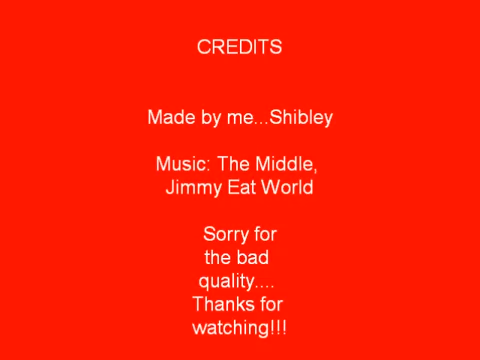 CREDITS
Made by me...Shibley
Music: The Middle,
Jimmy Eat World
Sorry for
the bad
quality....
Thanks for
watching!!!